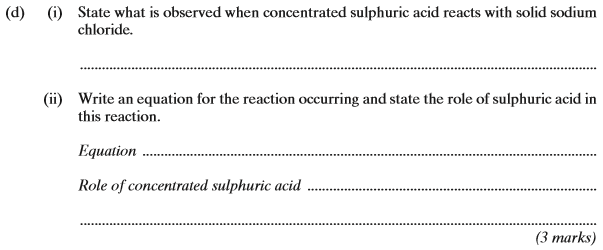 (d) (i) State what is observed when concentrated sulphuric acid reacts with solid sodium
chloride.
....................................................................................................
(ii) Write an equation for the reaction occurring and state the role of sulphuric acid in
this reaction.
Equation ....................................................................................................
Role of concentrated sulphuric acid ............................................................
....................................................................................................
(3 marks)